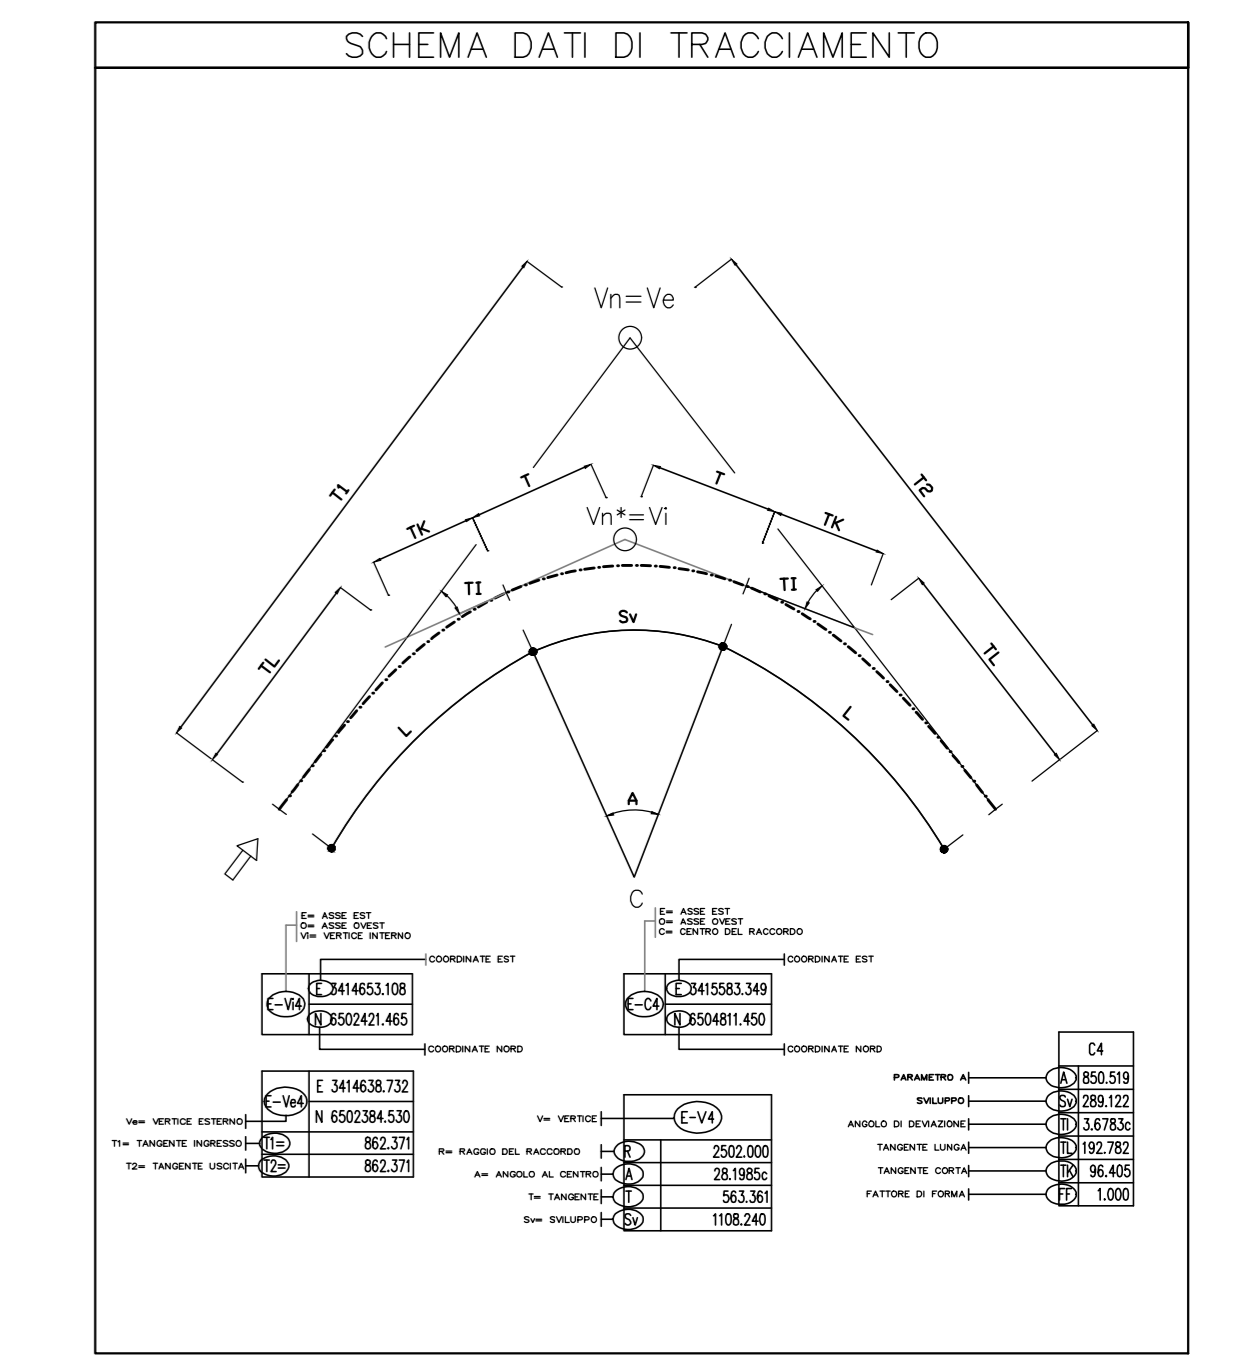 SCHEMA DATI DI TRACCIAMENTO
Vn=Ve
T1
T2
T
T
TK
TK
Vn*=Vi
TI
TI
TL
TL
Sv
L
L
A
C
E= ASSE EST
O= ASSE OVEST
Vi= VERTICE INTERNO
COORDINATE EST
E-Vi4
E 3414653.108
N 6502421.465
COORDINATE NORD
E= ASSE EST
O= ASSE OVEST
C= CENTRO DEL RACCORDO
COORDINATE EST
E-C4
E 3415583.349
N 6504811.450
COORDINATE NORD
E-Ve4
E 3414638.732
N 6502384.530
Ve= VERTICE ESTERNO
T1= TANGENTE INGRESSO T1= 862.371
T2= TANGENTE USCITA T2= 862.371
V= VERTICE E-V4
R= RAGGIO DEL RACCORDO R 2502.000
A= ANGOLO AL CENTRO A 28.1985c
T= TANGENTE T 563.361
Sv= SVILUPPO Sv 1108.240
C4
PARAMETRO A A 850.519
SVILUPPO Sv 289.122
ANGOLO DI DEVIAZIONE TI 3.6783c
TANGENTE LUNGA TL 192.782
TANGENTE CORTA TK 96.405
FATTORE DI FORMA FF 1.000